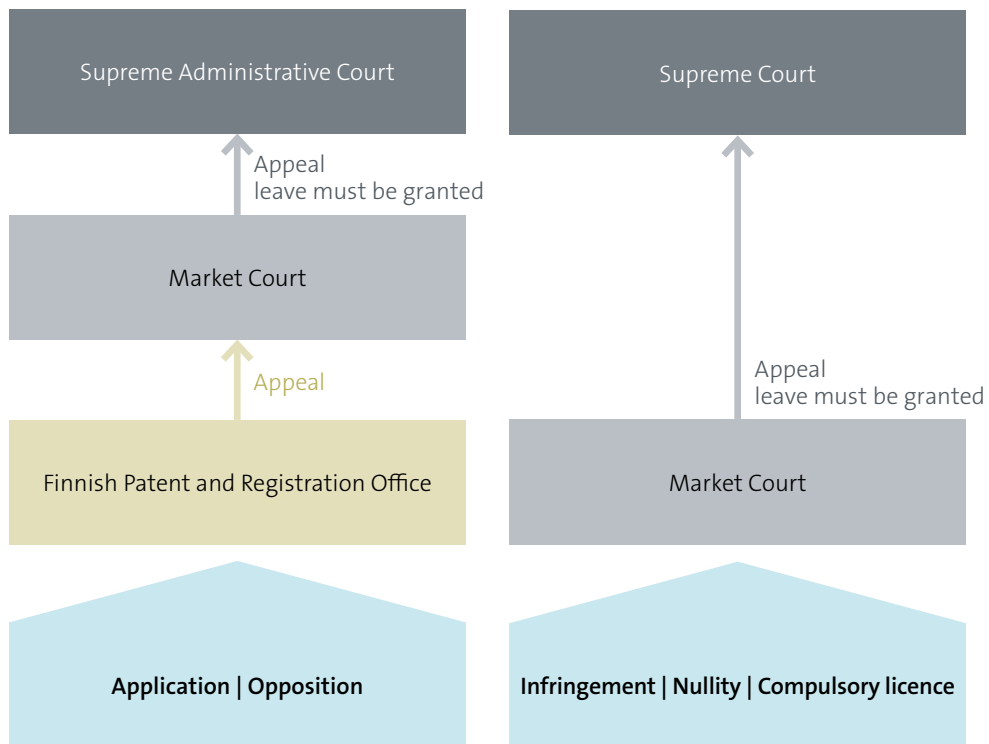 Supreme Administrative Court
Appeal
leave must be granted
Market Court
Appeal
Finnish Patent and Registration Office
Application | Opposition
Supreme Court
Appeal
leave must be granted
Market Court
Infringement | Nullity | Compulsory licence